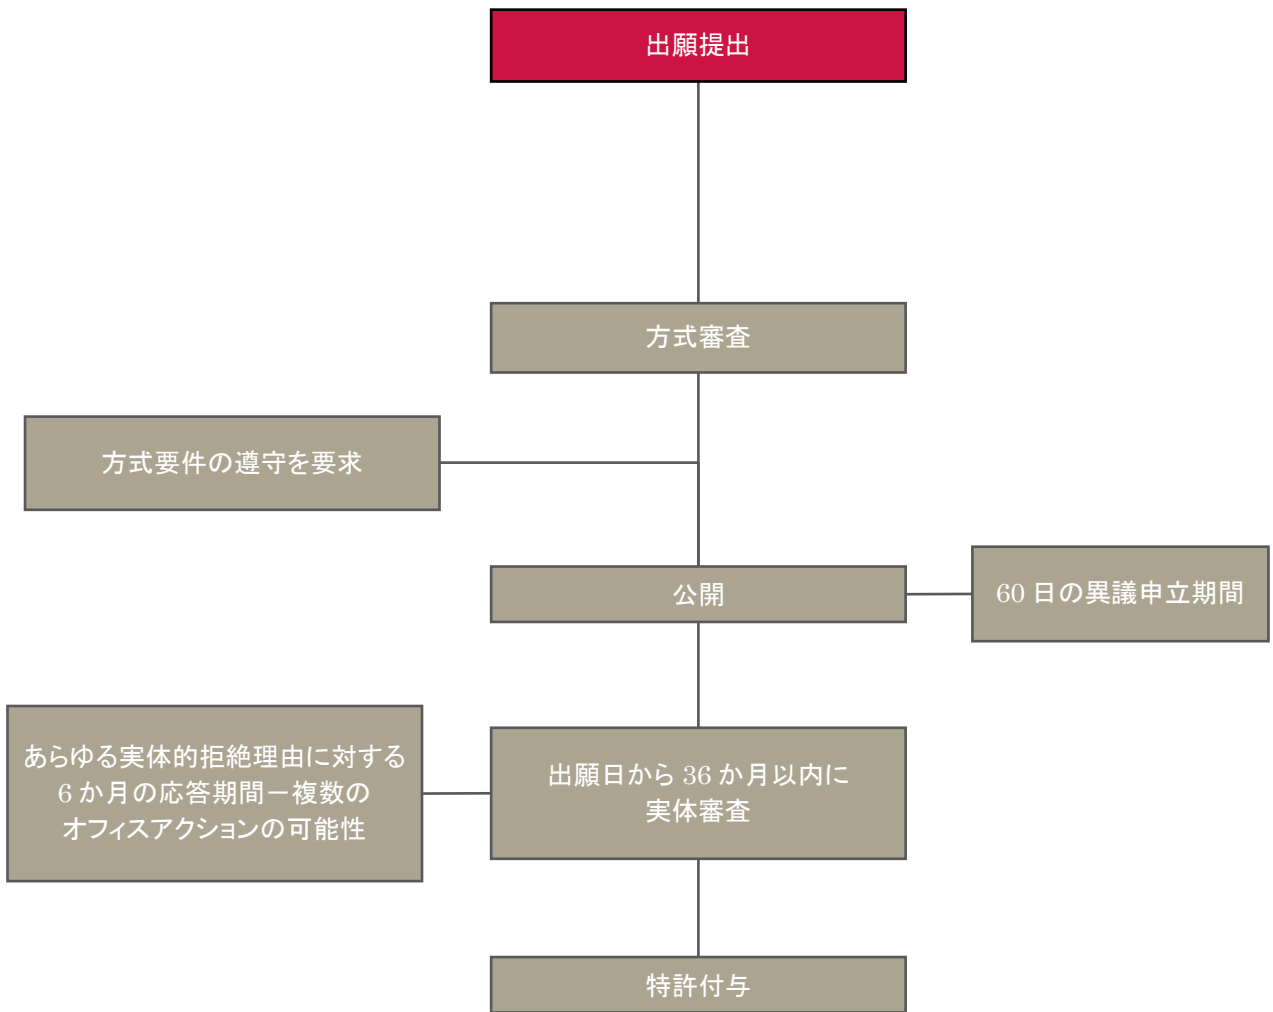 出願提出
方式審査
方式要件の遵守を要求
公開
60 日の異議申立期間
あらゆる実体的拒絶理由に対する
6 か月の応答期間－複数の
オフィスアクションの可能性
出願日から 36 か月以内に
実体審査
特許付与